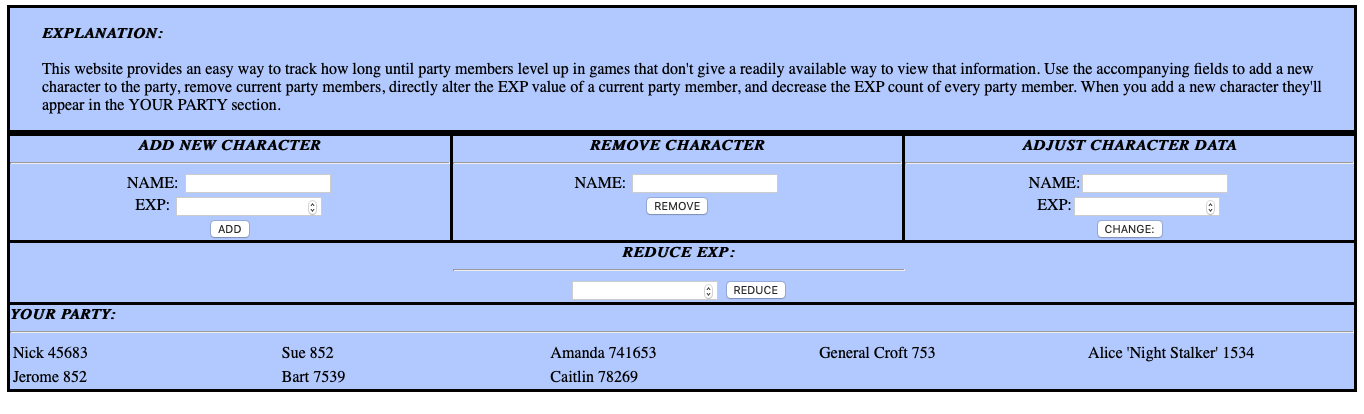 EXPLANATION:
This website provides an easy way to track how long until party members level up in games that don't give a readily available way to view that information. Use the accompanying fields to add a new
character to the party, remove current party members, directly alter the EXP value of a current party member, and decrease the EXP count of every party member. When you add a new character they'll
appear in the YOUR PARTY section.
ADD NEW CHARACTER
NAME:
EXP:
ADD
REMOVE CHARACTER
NAME:
REMOVE
ADJUST CHARACTER DATA
NAME:
EXP:
CHANGE:
REDUCE EXP:
REDUCE
YOUR PARTY:
Nick 45683 Sue 852 Amanda 741653 General Croft 753 Alice 'Night Stalker' 1534
Jerome 852 Bart 7539 Caitlin 78269